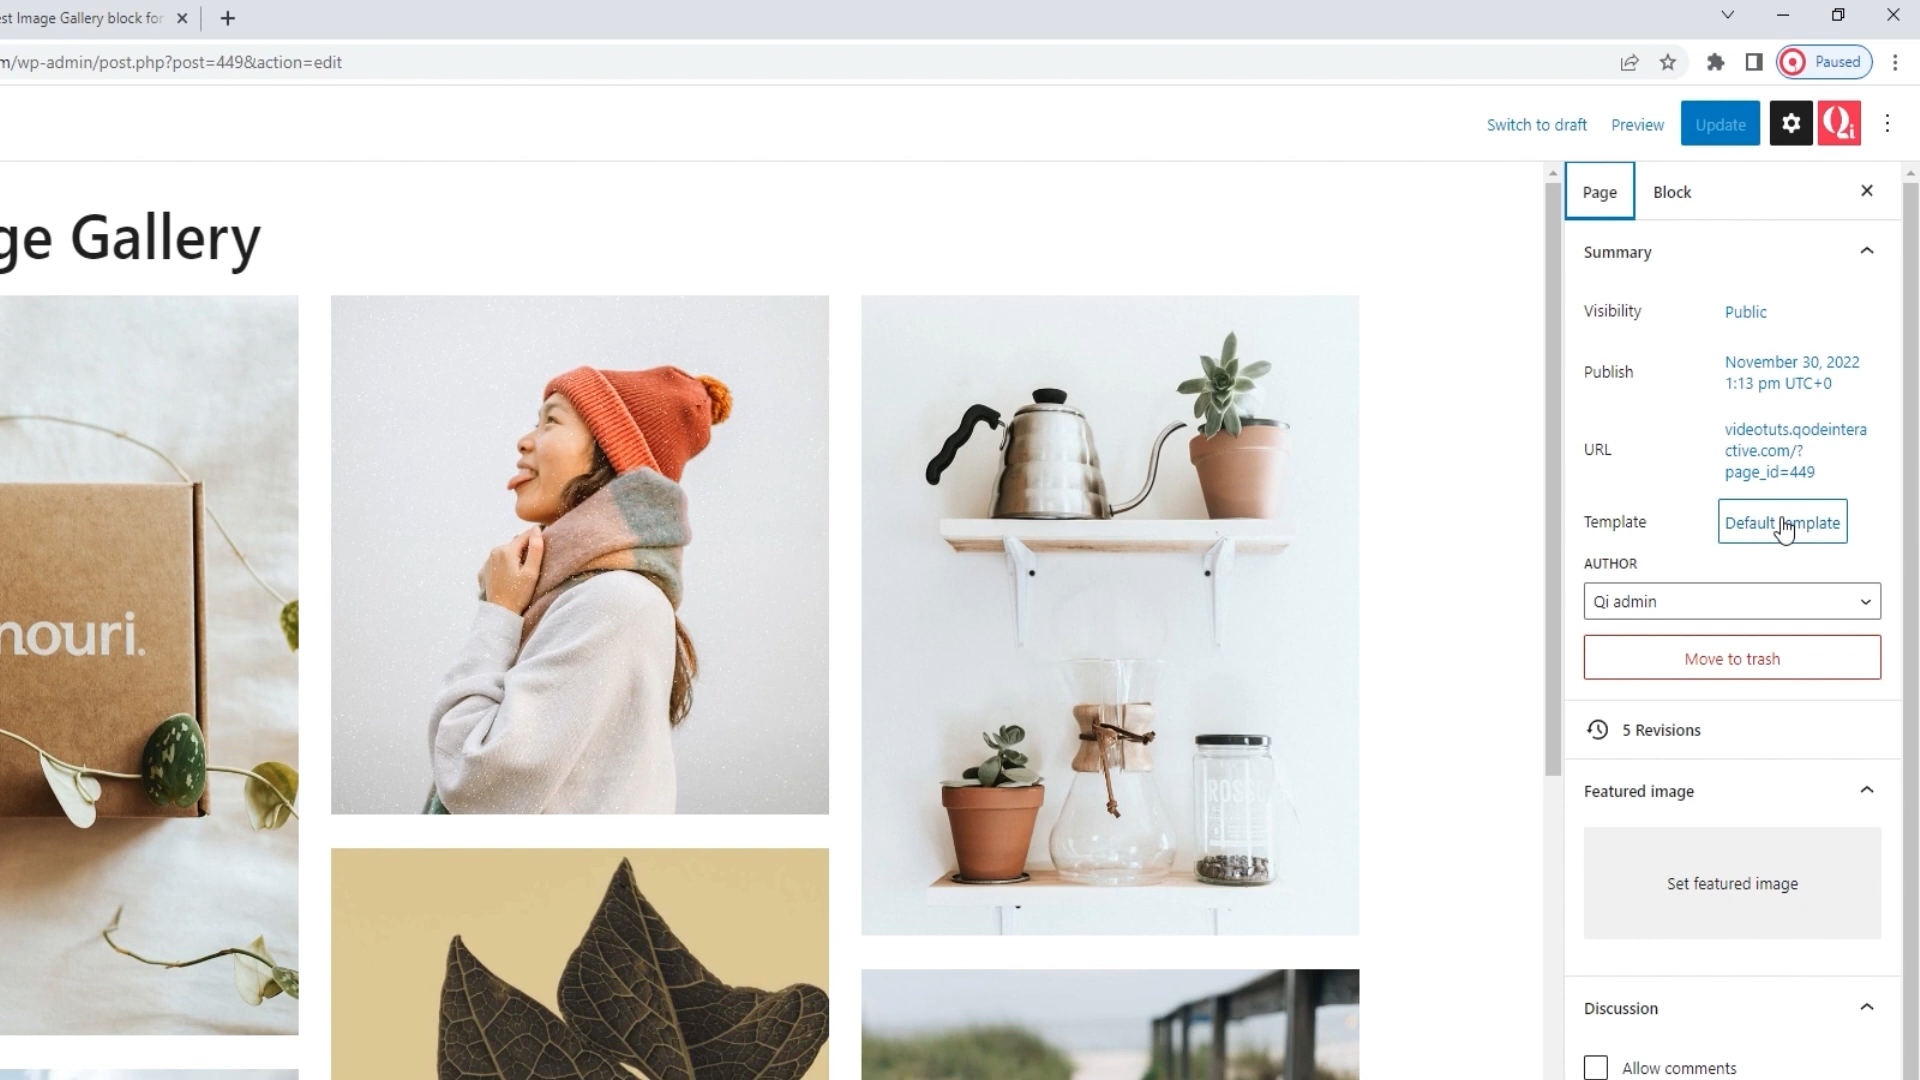 est Image Gallery block for
m/wp-admin/post.php?post=449&action=edit
Paused
Switch to draft
Preview
Update
Qi
Page
Block
ge Gallery
Summary
Visibility
Public
Publish
November 30, 2022
1:13 pm UTC+0
URL
videotuts.qodeintera
ctive.com/?
page_id=449
Template
Default template
AUTHOR
Qi admin
Move to trash
5 Revisions
Featured image
Set featured image
Discussion
Allow comments
nouri.